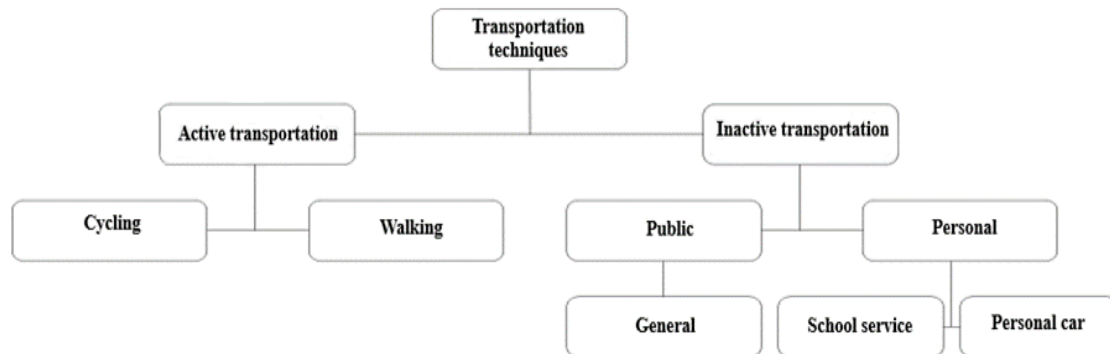 Transportation
techniques
Active transportation
Inactive transportation
Cycling
Walking
Public
Personal
General
School service
Personal car